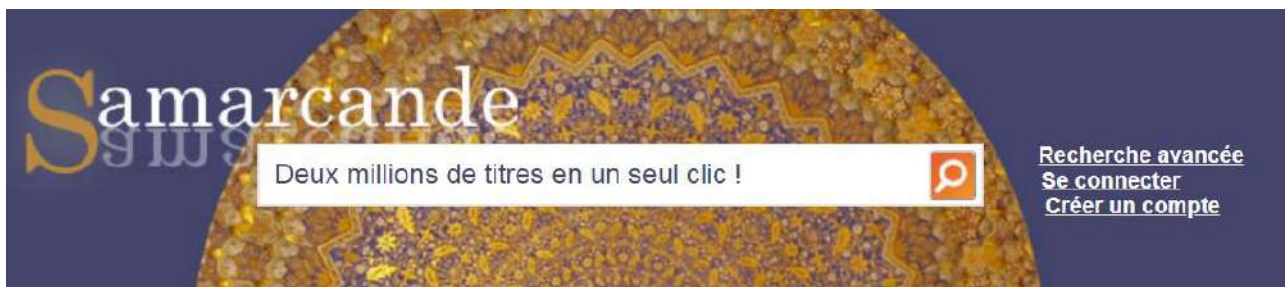 Samarcande
Deux millions de titres en un seul clic !
Recherche avancée
Se connecter
Créer un compte